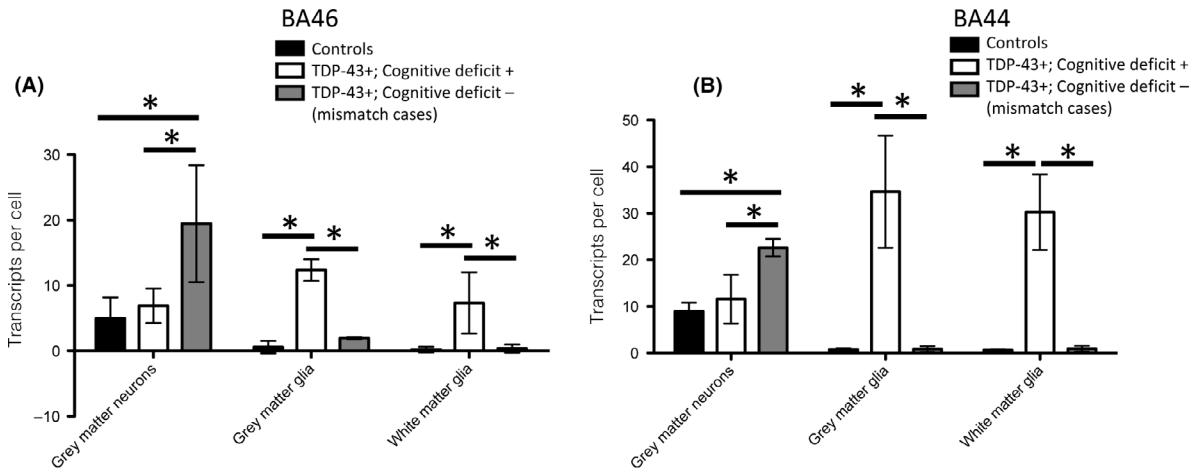 BA46
Controls
TDP-43+; Cognitive deficit +
TDP-43+; Cognitive deficit –
(mismatch cases)
(A)
Transcripts per cell
30
20
10
0
–10
* * * * * *
Grey matter neurons
Grey matter glia
White matter glia
BA44
Controls
TDP-43+; Cognitive deficit +
TDP-43+; Cognitive deficit –
(mismatch cases)
(B)
Transcripts per cell
50
40
30
20
10
0
* * * * * *
Grey matter neurons
Grey matter glia
White matter glia